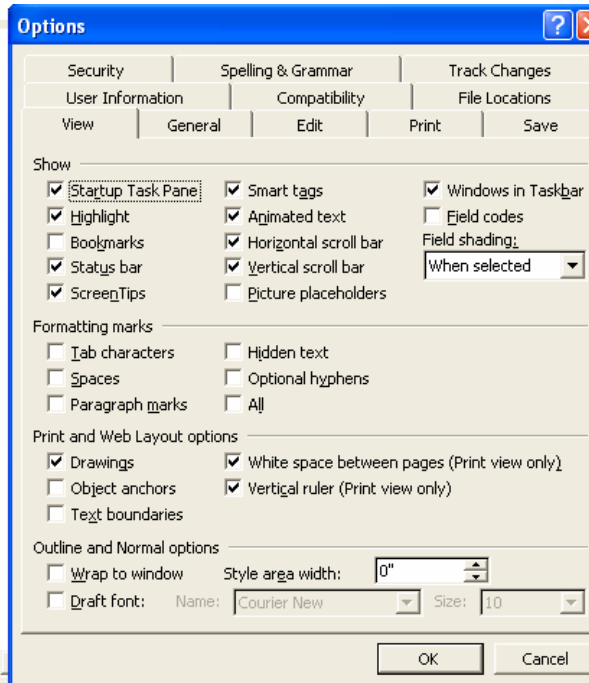 Options
Security Spelling & Grammar Track Changes
User Information Compatibility File Locations
View General Edit Print Save
Show
Startup Task Pane Smart tags Windows in Taskbar
Highlight Animated text Field codes
Bookmarks Horizontal scroll bar Field shading:
Status bar Vertical scroll bar When selected
ScreenTips Picture placeholders
Formatting marks
Tab characters Hidden text
Spaces Optional hyphens
Paragraph marks All
Print and Web Layout options
Drawings White space between pages (Print view only)
Object anchors Vertical ruler (Print view only)
Text boundaries
Outline and Normal options
Wrap to window Style area width: 0"
Draft font: Name: Courier New Size: 10
OK Cancel